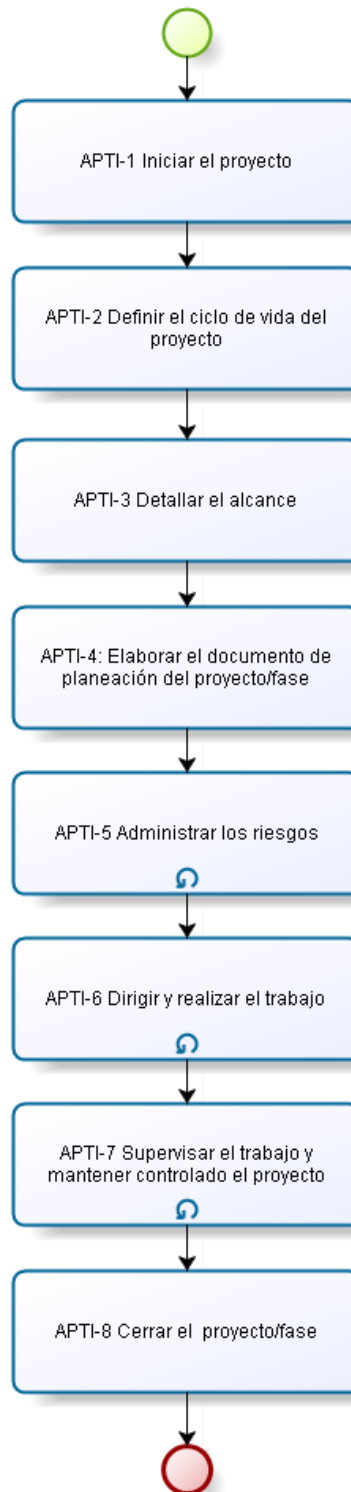 APTI-1 Iniciar el proyecto
APTI-2 Definir el ciclo de vida del
proyecto
APTI-3 Detallar el alcance
APTI-4: Elaborar el documento de
planeación del proyecto/fase
APTI-5 Administrar los riesgos
APTI-6 Dirigir y realizar el trabajo
APTI-7 Supervisar el trabajo y
mantener controlado el proyecto
APTI-8 Cerrar el  proyecto/fase